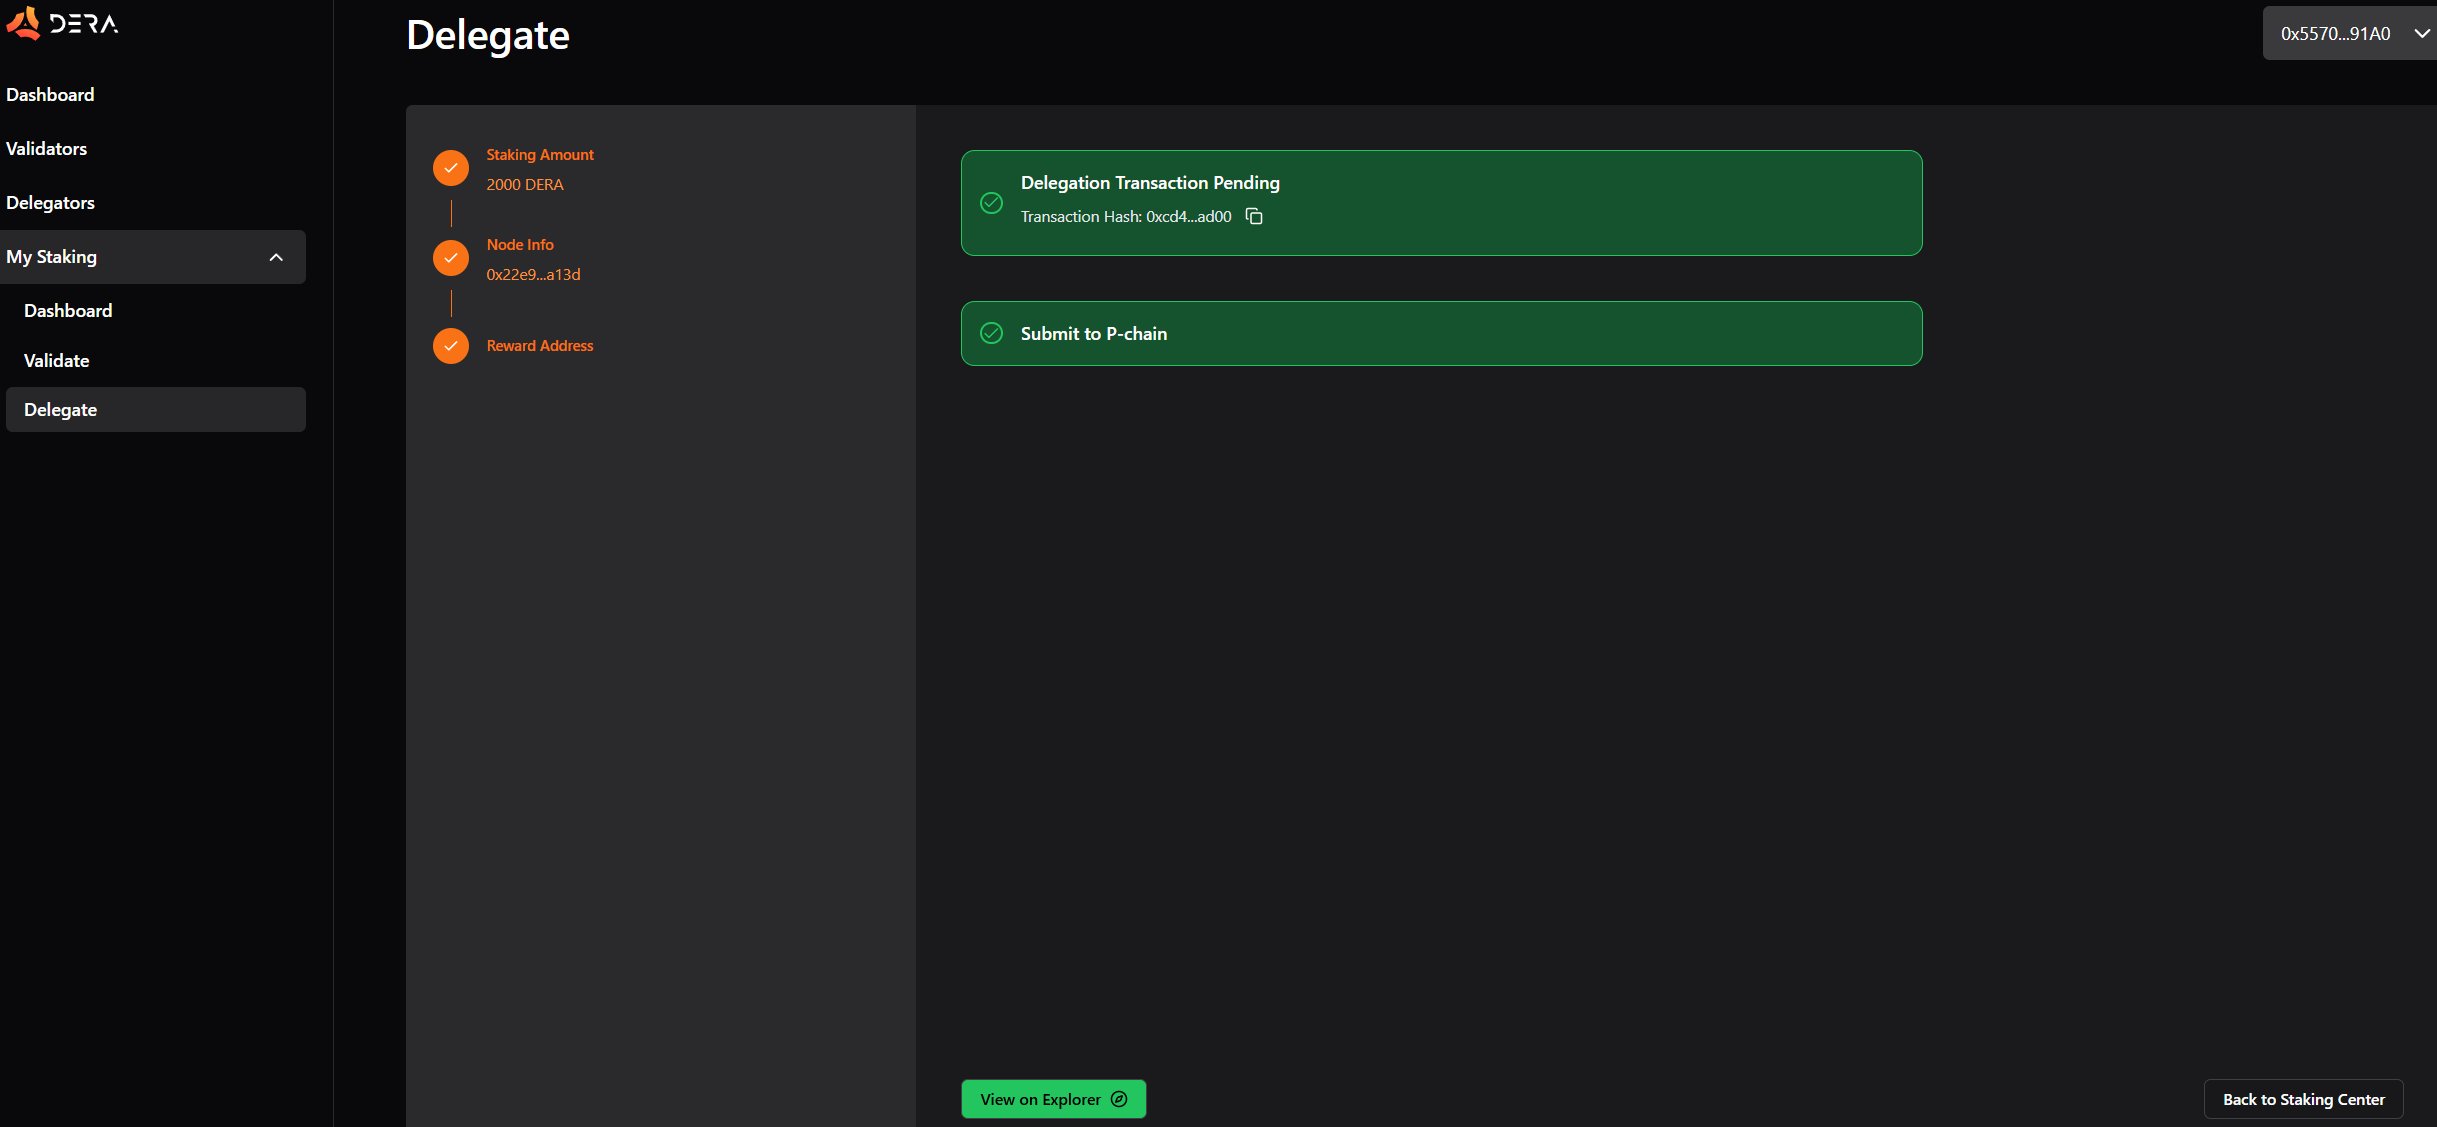 DERA
Dashboard
Validators
Delegators
My Staking
Dashboard
Validate
Delegate
Delegate
0x5570...91A0
Staking Amount
2000 DERA
Node Info
0x22e9...a13d
Reward Address
Delegation Transaction Pending
Transaction Hash: 0xcd4...ad00
Submit to P-chain
View on Explorer
Back to Staking Center